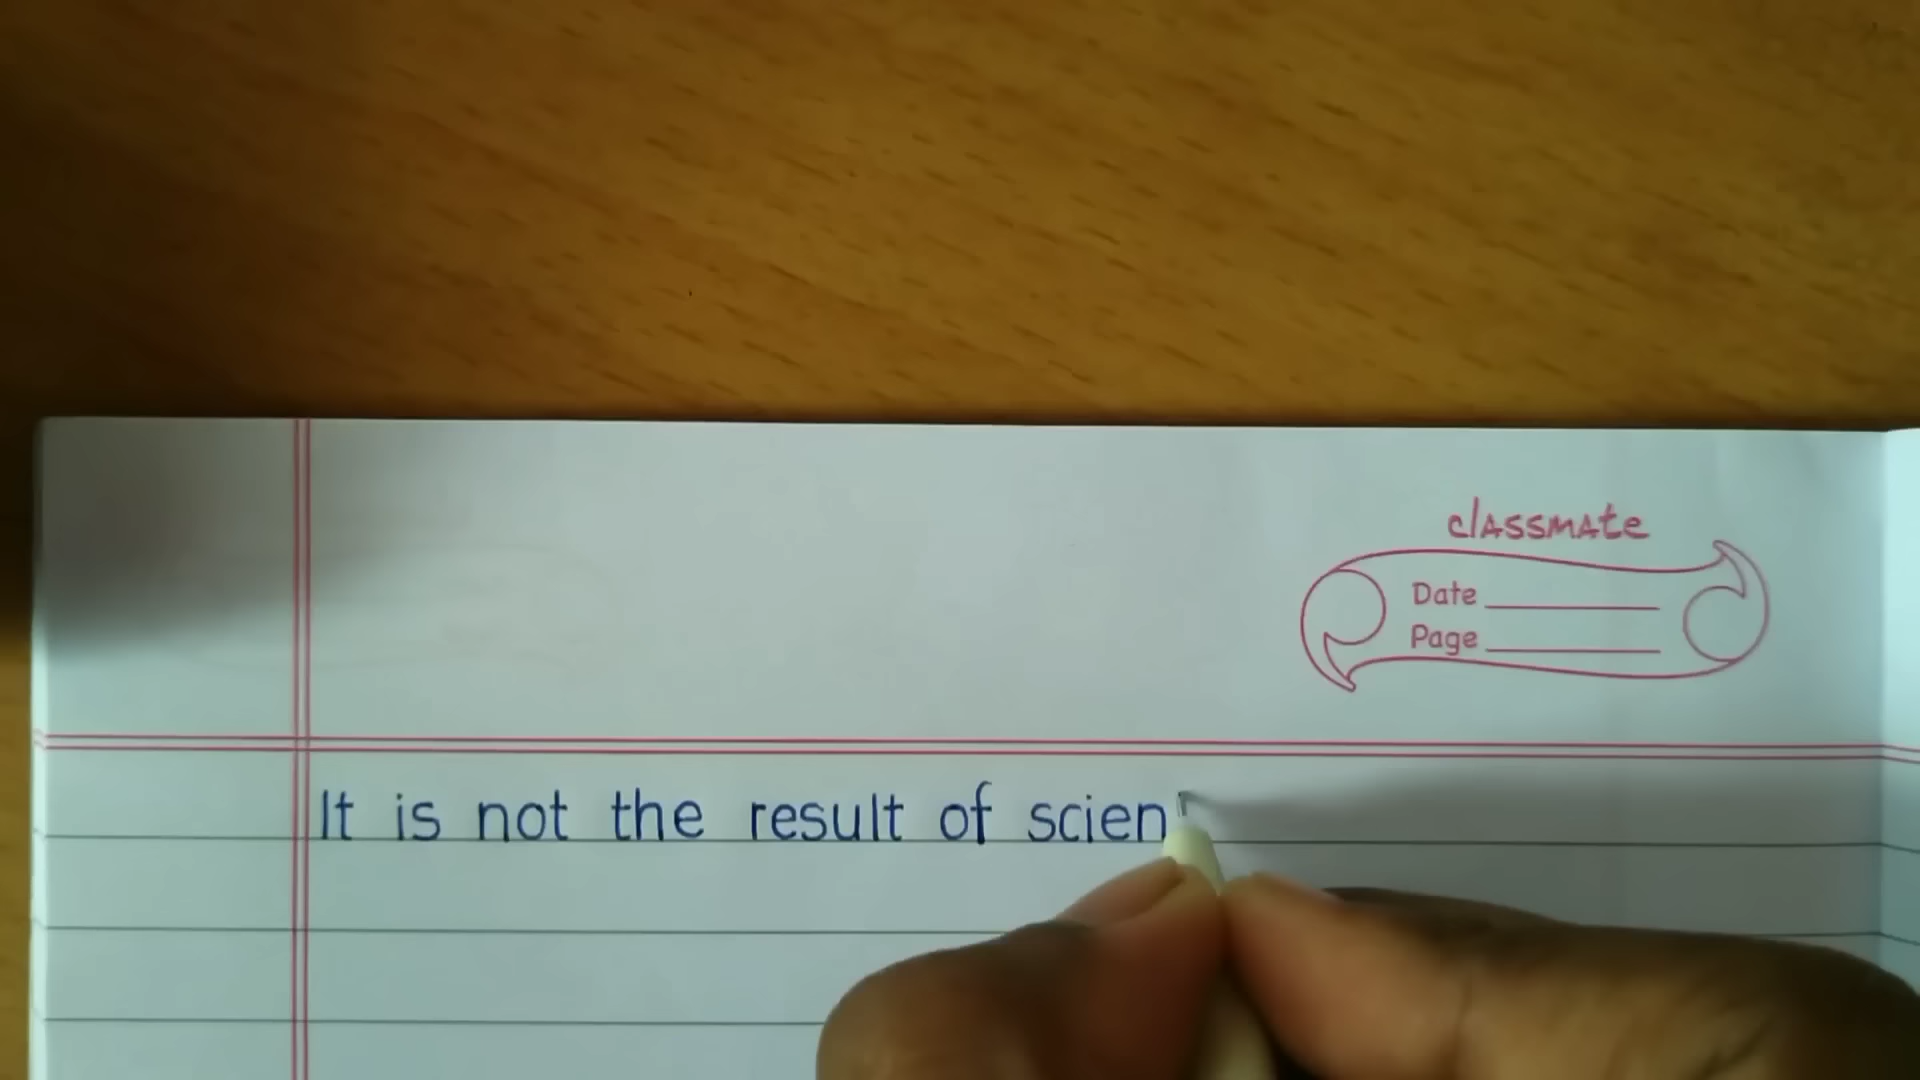 classmate
Date
Page
It is not the result of scien